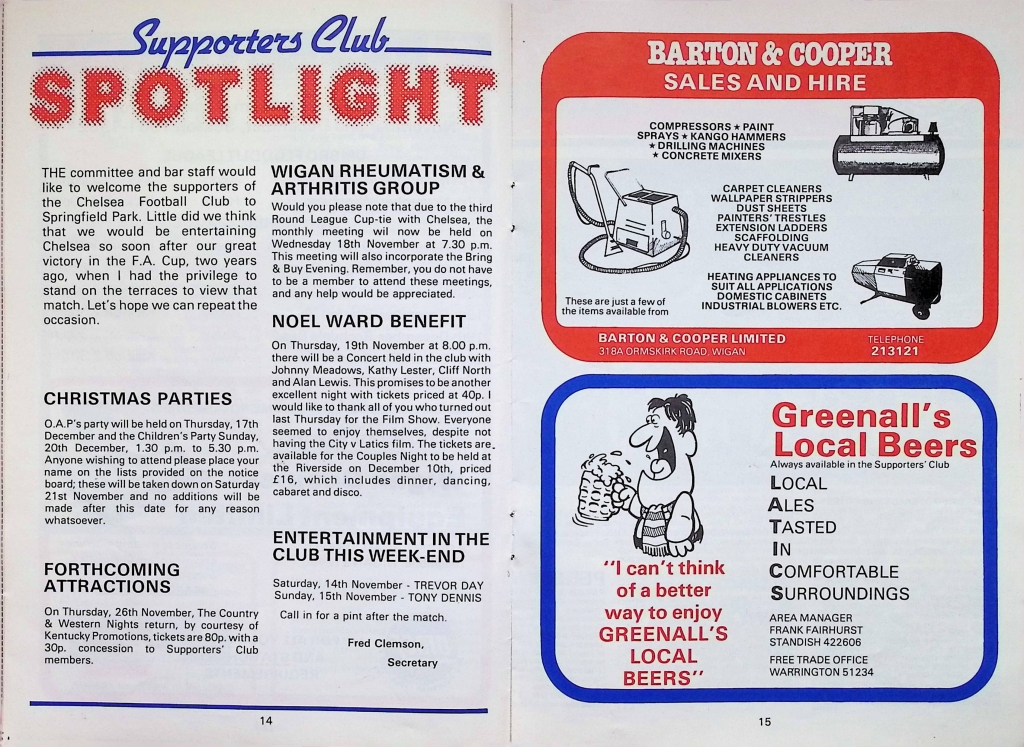 Supporters Club
SPOTLIGHT
THE committee and bar staff would
like to welcome the supporters of
the Chelsea Football Club to
Springfield Park. Little did we think
that we would be entertaining
Chelsea so soon after our great
victory in the F.A. Cup, two years
ago, when I had the privilege to
stand on the terraces to view that
match. Let's hope we can repeat the
occasion.
CHRISTMAS PARTIES
O.A.P's party will be held on Thursday, 17th
December and the Children's Party Sunday,
20th December, 1.30 p.m. to 5.30 p.m.
Anyone wishing to attend please place your
name on the lists provided on the notice
board; these will be taken down on Saturday
21st November and no additions will be
made after this date for any reason
whatsoever.
FORTHCOMING
ATTRACTIONS
On Thursday, 26th November, The Country
& Western Nights return, by courtesy of
Kentucky Promotions, tickets are 80p. with a
30p. concession to Supporters' Club
members.
WIGAN RHEUMATISM &
ARTHRITIS GROUP
Would you please note that due to the third
Round League Cup-tie with Chelsea, the
monthly meeting wil now be held on
Wednesday 18th November at 7.30 p.m.
This meeting will also incorporate the Bring
& Buy Evening. Remember, you do not have
to be a member to attend these meetings,
and any help would be appreciated.
NOEL WARD BENEFIT
On Thursday, 19th November at 8.00 p.m.
there will be a Concert held in the club with
Johnny Meadows, Kathy Lester, Cliff North
and Alan Lewis. This promises to be another
excellent night with tickets priced at 40p. I
would like to thank all of you who turned out
last Thursday for the Film Show. Everyone
seemed to enjoy themselves, despite not
having the City v Latics film. The tickets are
available for the Couples Night to be held at
the Riverside on December 10th, priced
£16, which includes dinner, dancing,
cabaret and disco.
ENTERTAINMENT IN THE
CLUB THIS WEEK-END
Saturday, 14th November - TREVOR DAY
Sunday, 15th November - TONY DENNIS
Call in for a pint after the match.
Fred Clemson,
Secretary
14
BARTON & COOPER
SALES AND HIRE
COMPRESSORS ★ PAINT
SPRAYS ★ KANGO HAMMERS
★ DRILLING MACHINES
★ CONCRETE MIXERS
CARPET CLEANERS
WALLPAPER STRIPPERS
DUST SHEETS
PAINTERS' TRESTLES
EXTENSION LADDERS
SCAFFOLDING
HEAVY DUTY VACUUM
CLEANERS
HEATING APPLIANCES TO
SUIT ALL APPLICATIONS
DOMESTIC CABINETS
INDUSTRIAL BLOWERS ETC.
These are just a few of
the items available from
BARTON & COOPER LIMITED
318A ORMSKIRK ROAD, WIGAN
TELEPHONE
213121
Greenall's
Local Beers
Always available in the Supporters' Club
LOCAL
ALES
TASTED
IN
COMFORTABLE
SURROUNDINGS
"I can't think
of a better
way to enjoy
GREENALL'S
LOCAL
BEERS"
AREA MANAGER
FRANK FAIRHURST
STANDISH 422606
FREE TRADE OFFICE
WARRINGTON 51234
15